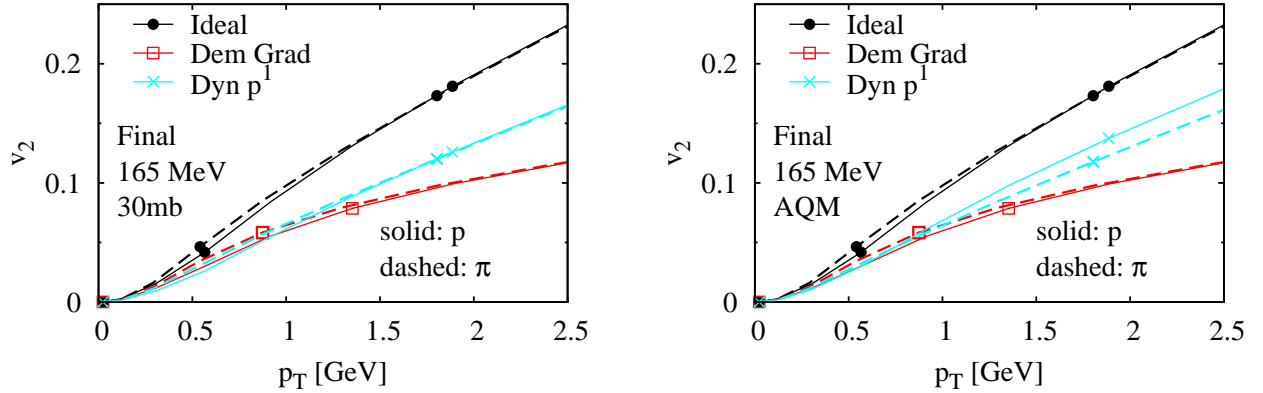 Ideal
Dem Grad
Dyn p¹
Final
165 MeV
30mb
solid: p
dashed: π
v₂
0
0.1
0.2
0 0.5 1 1.5 2 2.5
p_T [GeV]
Ideal
Dem Grad
Dyn p¹
Final
165 MeV
AQM
solid: p
dashed: π
v₂
0
0.1
0.2
0 0.5 1 1.5 2 2.5
p_T [GeV]